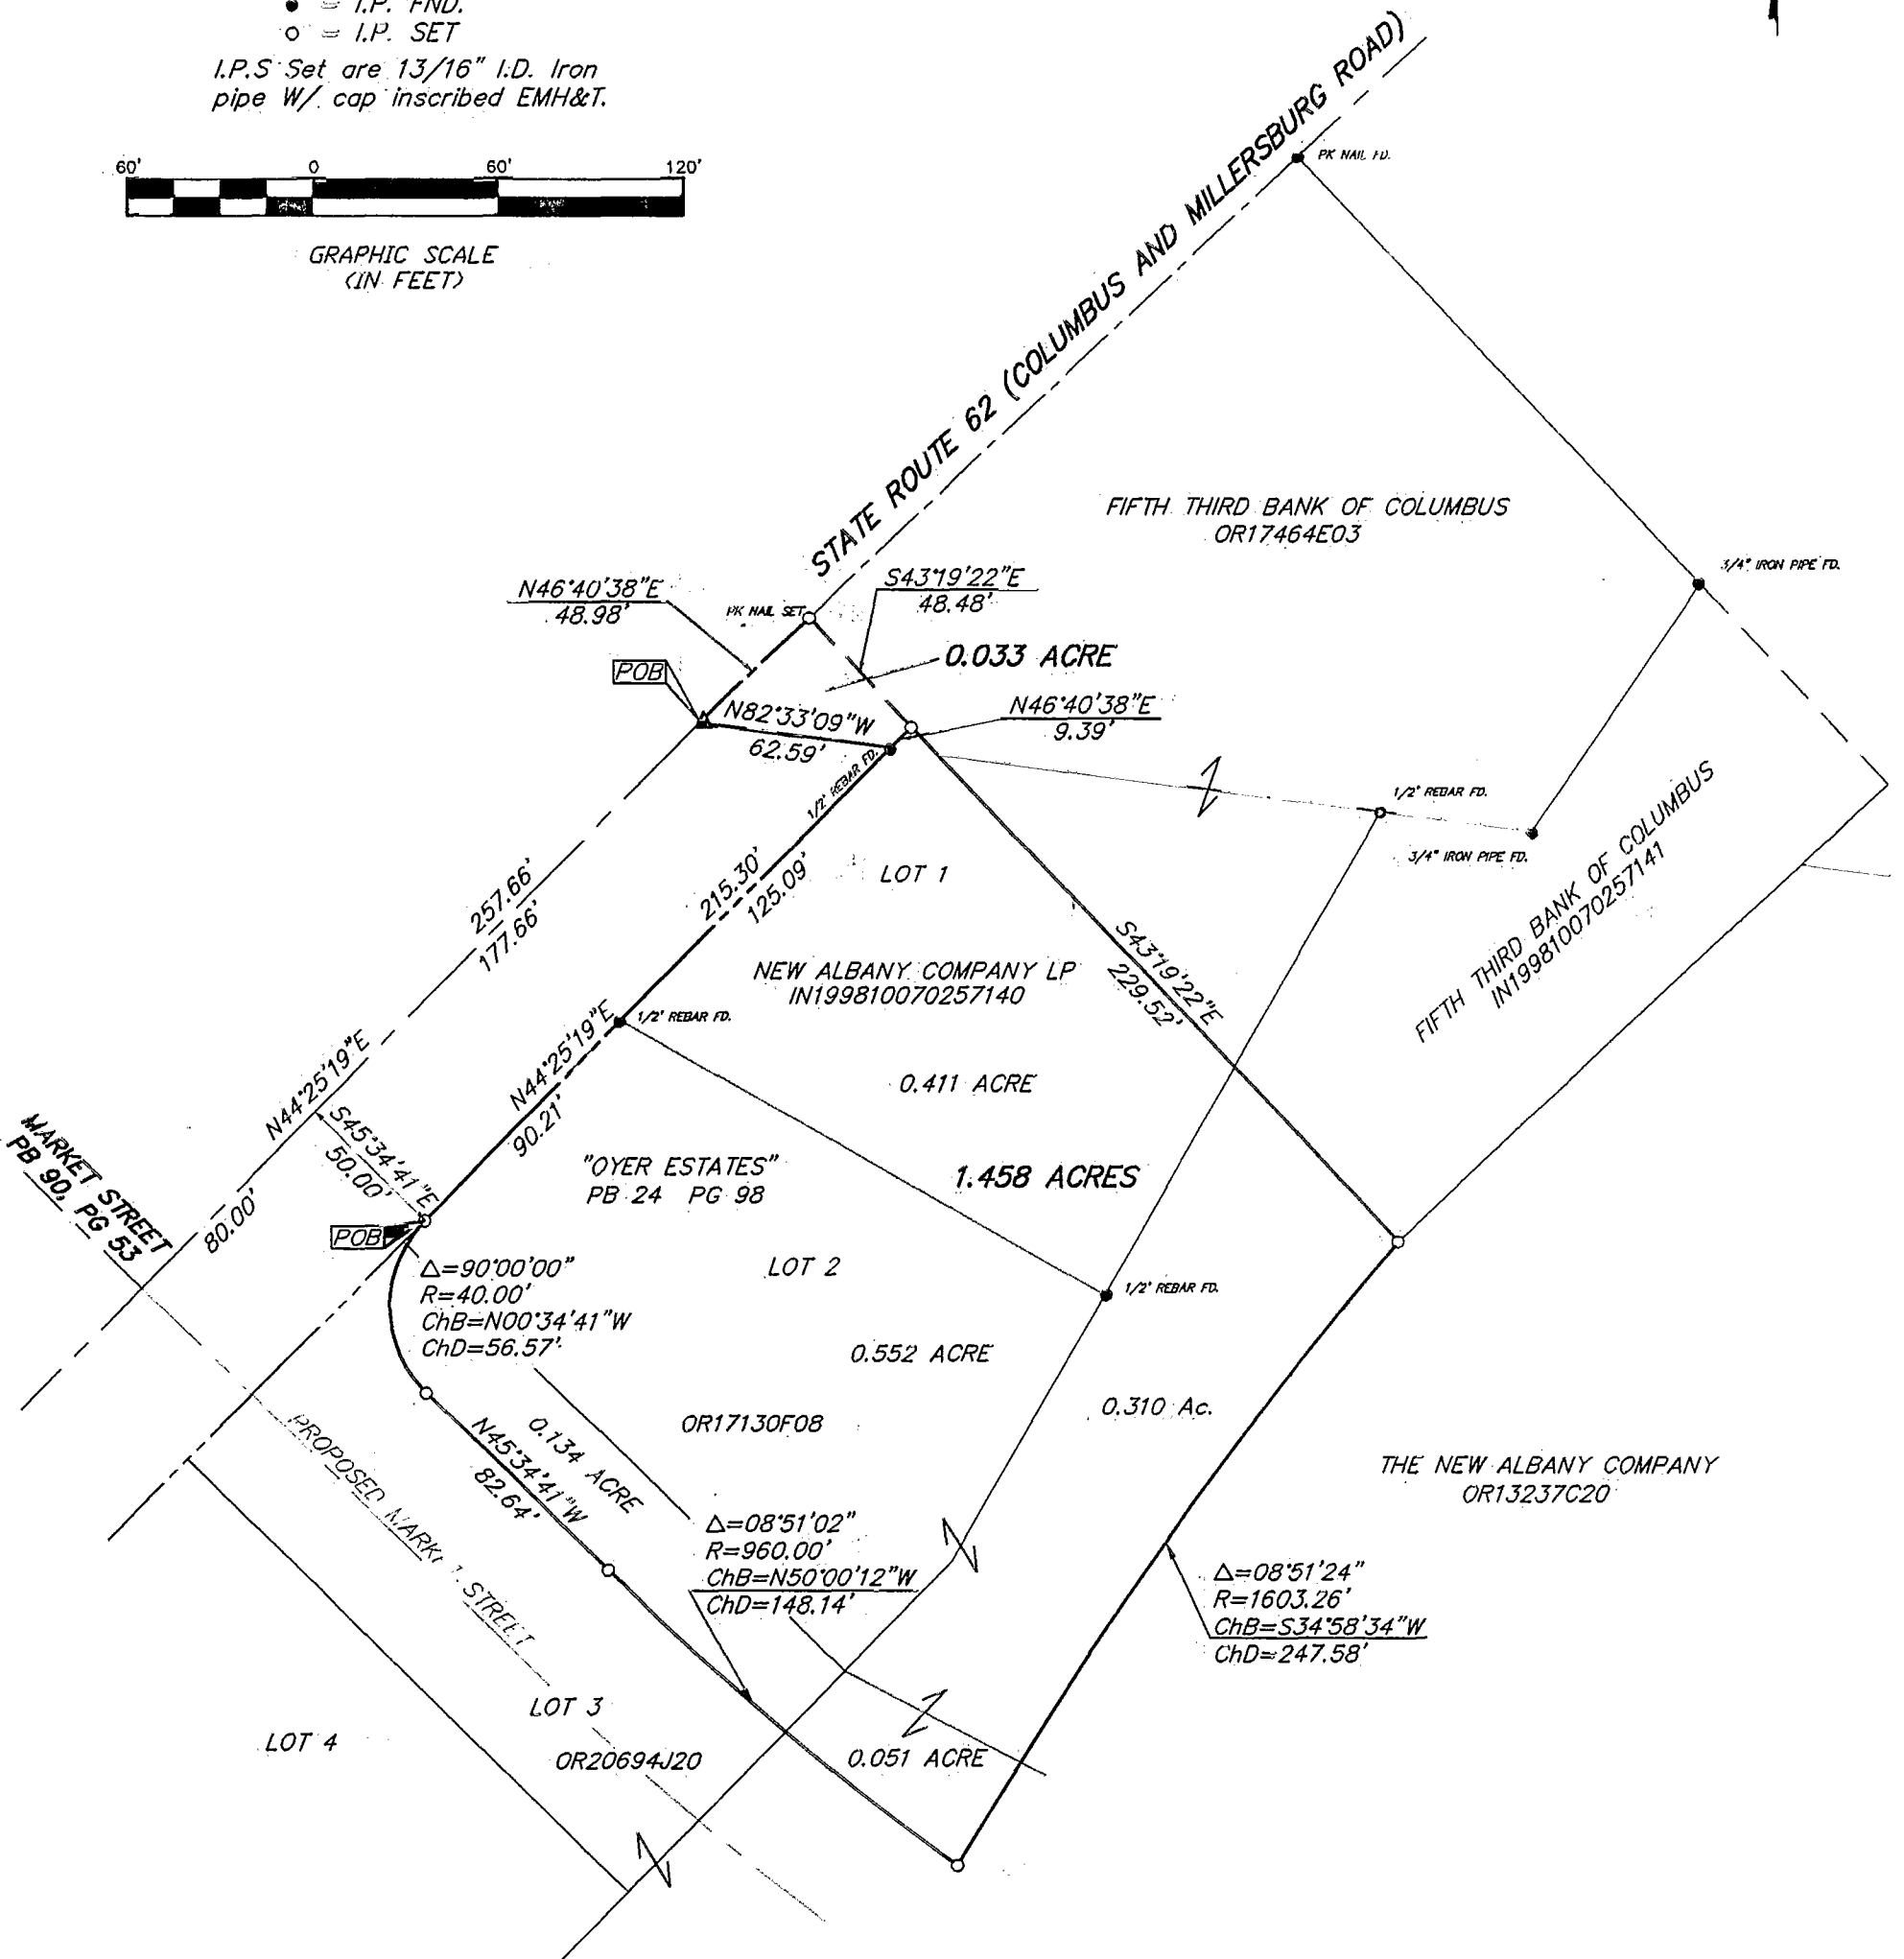 = I.P. FND.
= I.P. SET
I.P.S Set are 13/16" I.D. Iron
pipe W/ cap inscribed EMH&T.
60' 0 60' 120'
GRAPHIC SCALE
(IN FEET)
STATE ROUTE 62 (COLUMBUS AND MILLERSBURG ROAD)
PK NAIL FD.
FIFTH THIRD BANK OF COLUMBUS
OR17464E03
3/4" IRON PIPE FD.
N46°40'38"E
48.98'
PK NAIL SET
S43°19'22"E
48.48'
0.033 ACRE
POB
N82°33'09"W
62.59'
N46°40'38"E
9.39'
1/2" REBAR FD.
1/2" REBAR FD.
3/4" IRON PIPE FD.
FIFTH THIRD BANK OF COLUMBUS
IN199810070257141
257.66'
177.66'
215.30'
125.09'
LOT 1
NEW ALBANY COMPANY LP
IN199810070257140
S43°19'22"E
229.52'
1/2" REBAR FD.
N44°25'19"E
90.21'
0.411 ACRE
N44°25'19"E
80.00'
S45°34'41"E
50.00'
MARKET STREET
PB 90, PG 53
"OYER ESTATES"
PB 24 PG 98
1.458 ACRES
POB
Δ=90°00'00"
R=40.00'
ChB=N00°34'41"W
ChD=56.57'
LOT 2
1/2" REBAR FD.
0.552 ACRE
0.310 Ac.
OR17130F08
0.134 ACRE
N45°34'41"W
82.64'
THE NEW ALBANY COMPANY
OR13237C20
PROPOSED MARKET STREET
Δ=08°51'02"
R=960.00'
ChB=N50°00'12"W
ChD=148.14'
Δ=08°51'24"
R=1603.26'
ChB=S34°58'34"W
ChD=247.58'
LOT 3
LOT 4
OR20694J20
0.051 ACRE